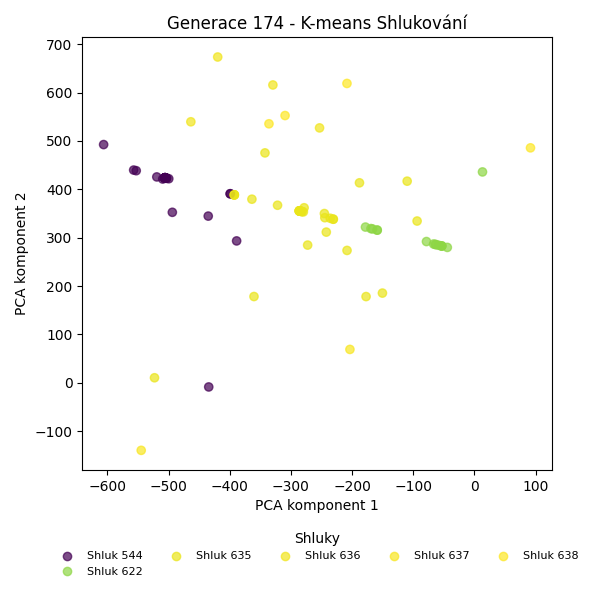 Generace 174 - K-means Shlukování
700
600
500
400
300
200
100
0
−100
PCA komponent 2
−600 −500 −400 −300 −200 −100 0 100
PCA komponent 1
Shluky
Shluk 544 Shluk 635 Shluk 636 Shluk 637 Shluk 638
Shluk 622